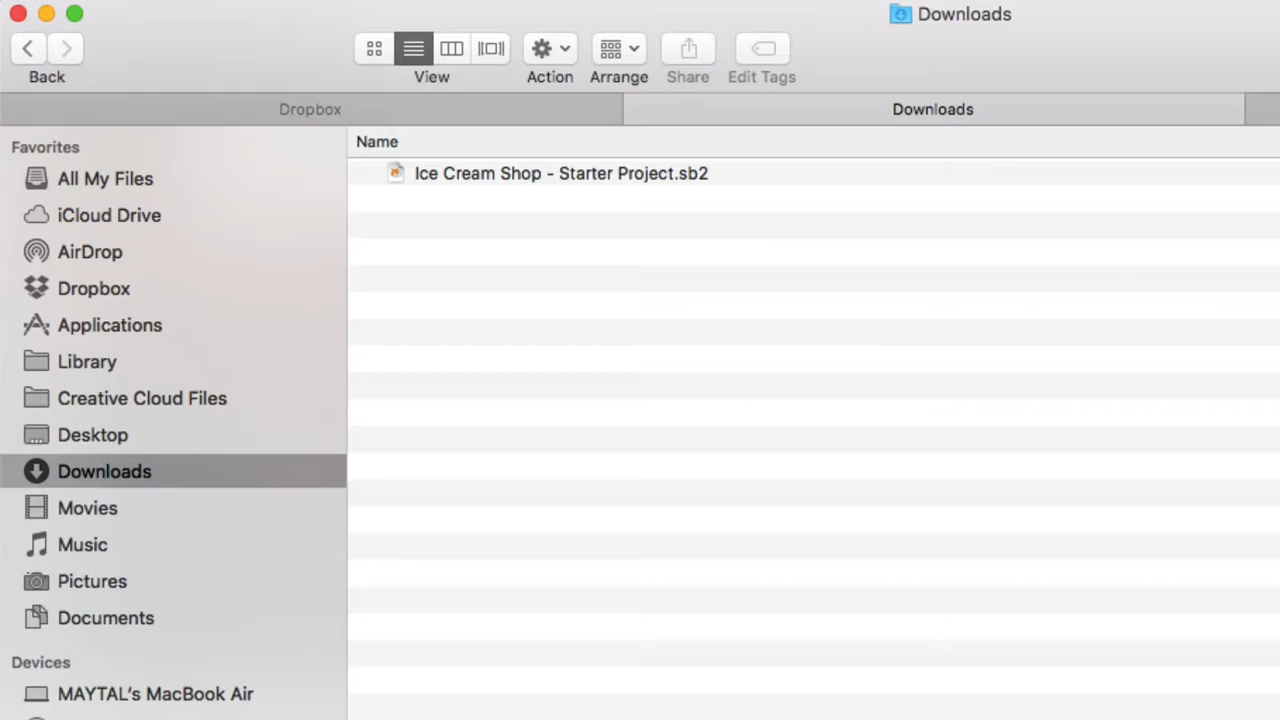 Downloads
Back
View
Action
Arrange
Share
Edit Tags
Dropbox
Downloads
Favorites
All My Files
iCloud Drive
AirDrop
Dropbox
Applications
Library
Creative Cloud Files
Desktop
Downloads
Movies
Music
Pictures
Documents
Devices
MAYTAL’s MacBook Air
Name
Ice Cream Shop - Starter Project.sb2